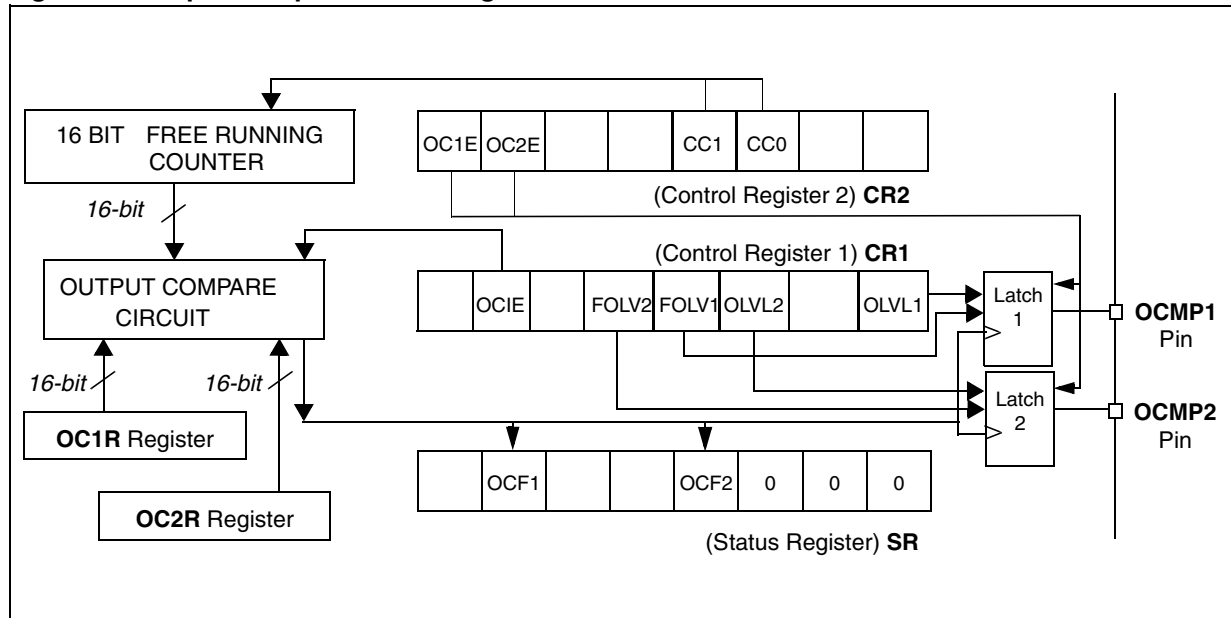 16 BIT FREE RUNNING
COUNTER
OC1E OC2E CC1 CC0
16-bit
(Control Register 2) CR2
(Control Register 1) CR1
OUTPUT COMPARE
CIRCUIT
OCIE FOLV2 FOLV1 OLVL2 OLVL1
Latch
1
OCMP1
Pin
16-bit
16-bit
Latch
2
OCMP2
Pin
OC1R Register
OCF1 OCF2 0 0 0
OC2R Register
(Status Register) SR